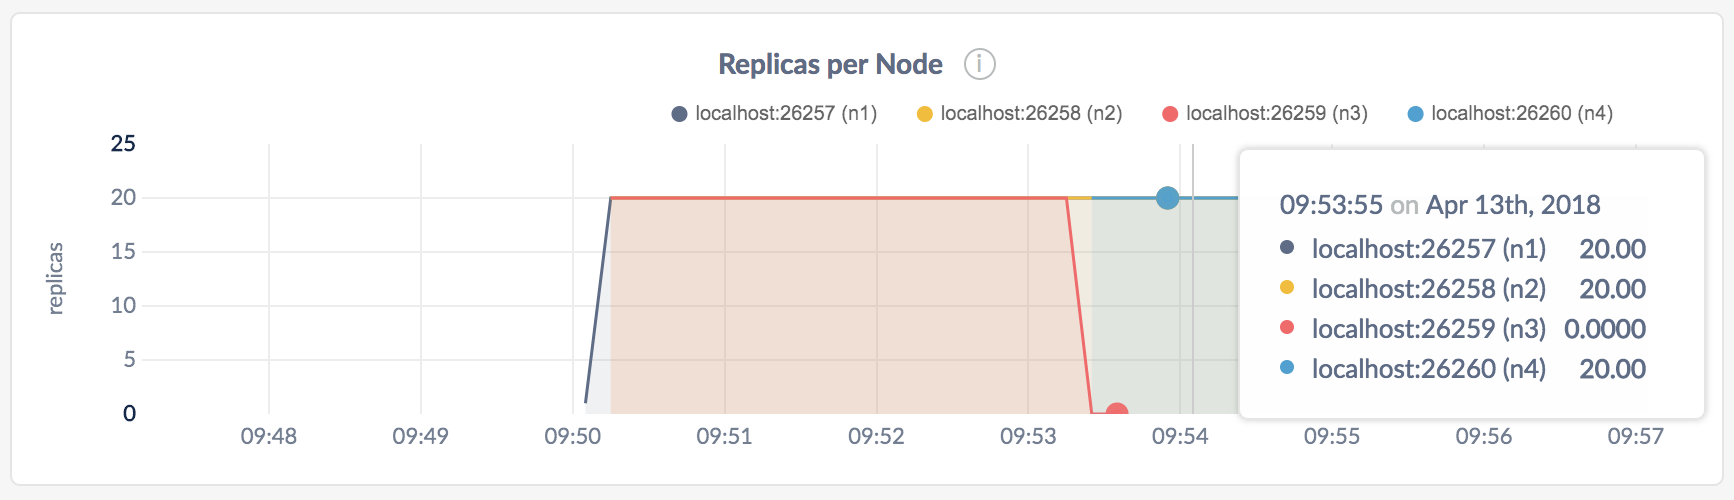 Replicas per Node i
localhost:26257 (n1) localhost:26258 (n2) localhost:26259 (n3) localhost:26260 (n4)
25
20
15
10
5
0
replicas
09:48 09:49 09:50 09:51 09:52 09:53 09:54 09:55 09:56 09:57
09:53:55 on Apr 13th, 2018
localhost:26257 (n1) 20.00
localhost:26258 (n2) 20.00
localhost:26259 (n3) 0.0000
localhost:26260 (n4) 20.00